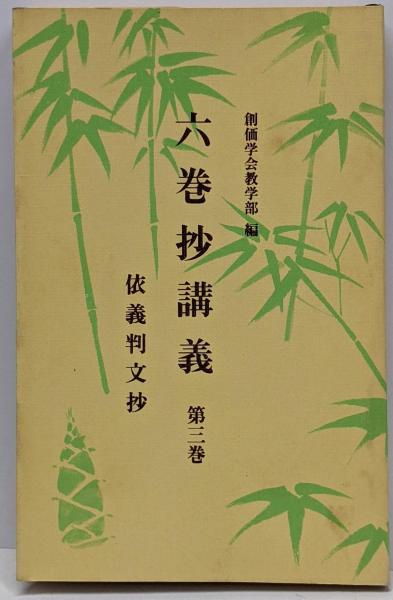 創価学会教学部 編
六巻抄講義 第三巻
依義判文抄